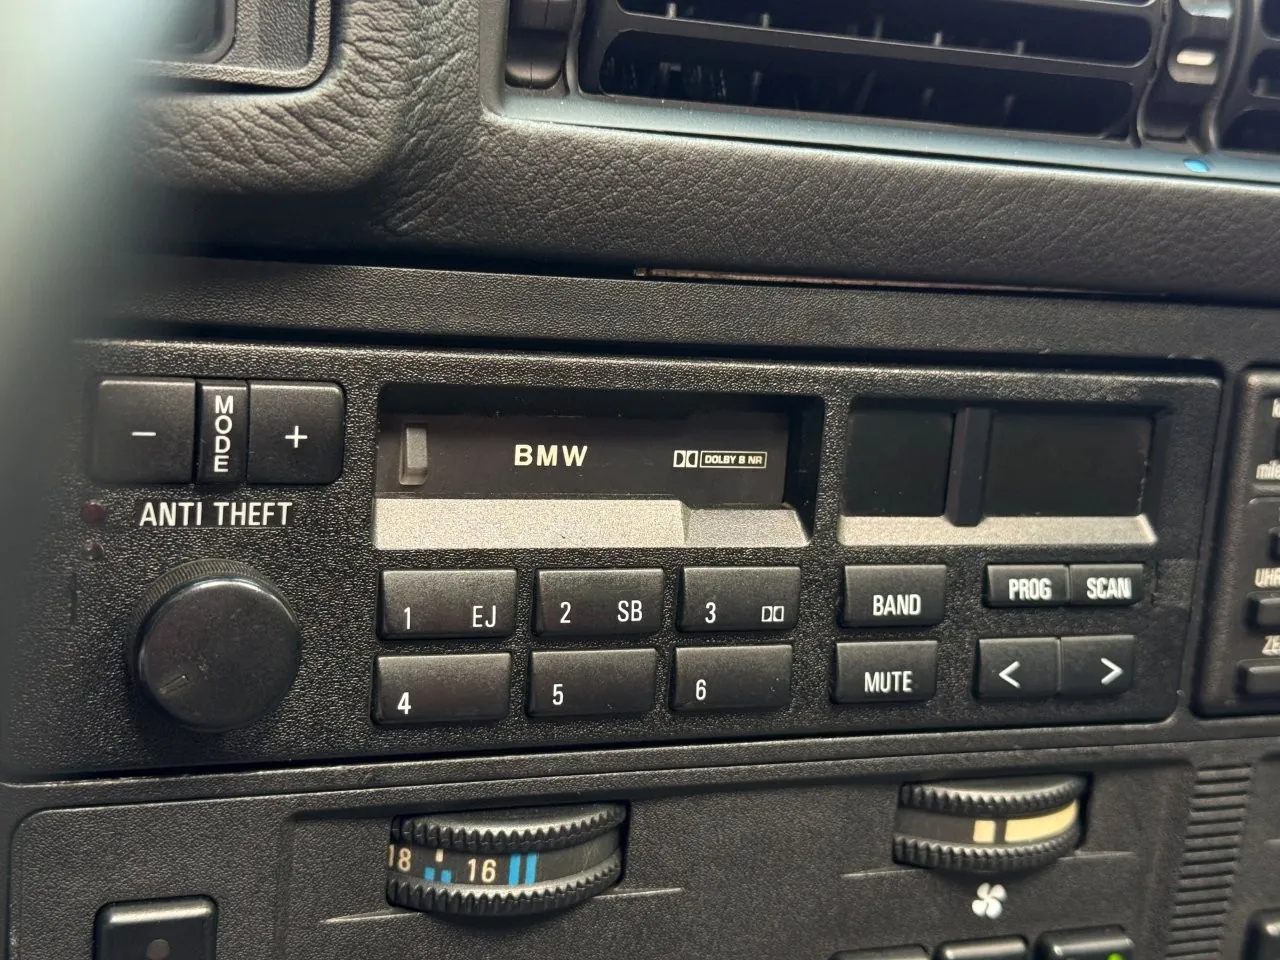 −
MODE
+
BMW
DOLBY B NR
ANTI THEFT
1 EJ
2 SB
3
BAND
PROG
SCAN
4
5
6
MUTE
<
>
18
16